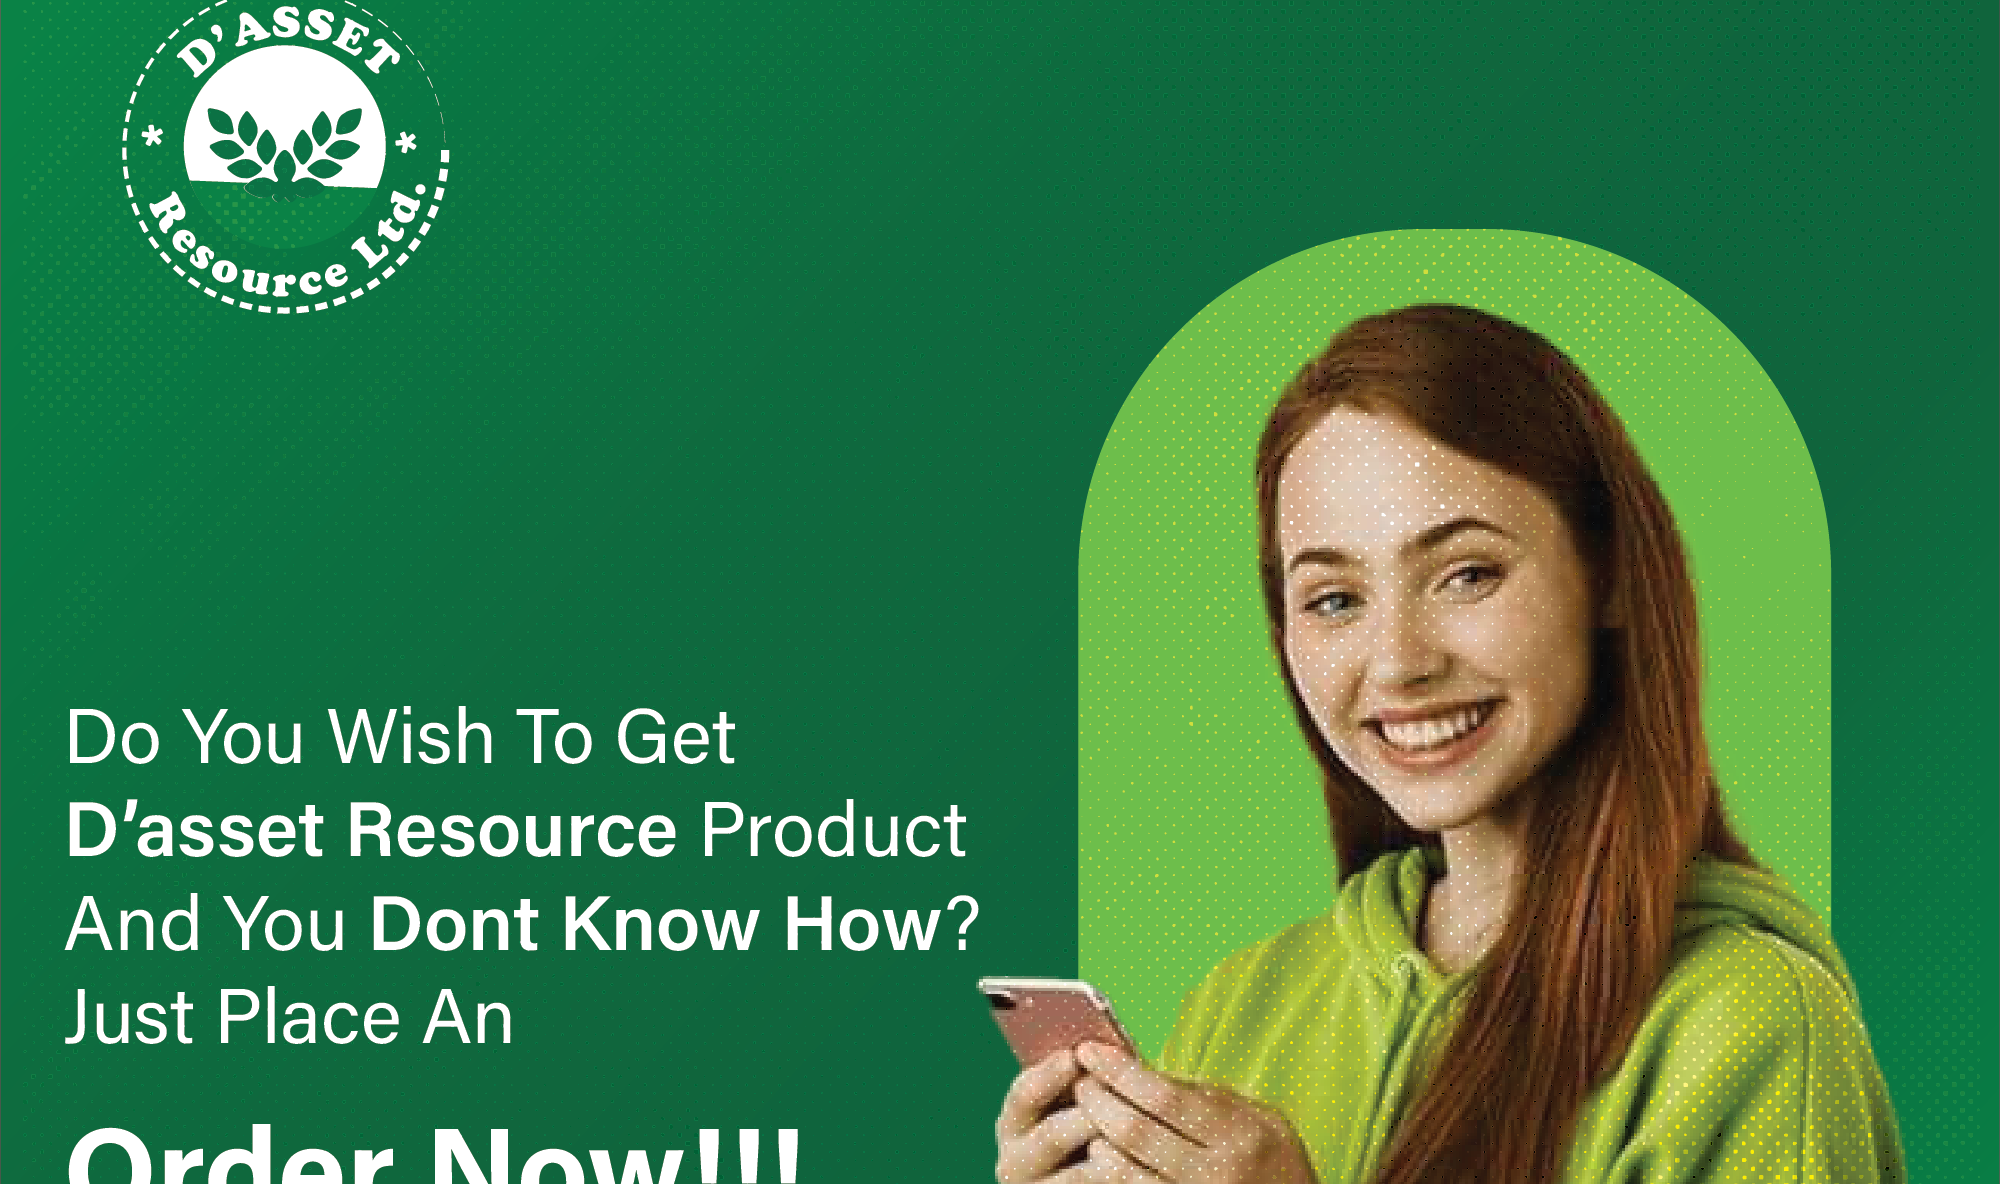 D'ASSET
* *
Resource Ltd.
Do You Wish To Get
D'asset Resource Product
And You Dont Know How?
Just Place An
Order Now!!!